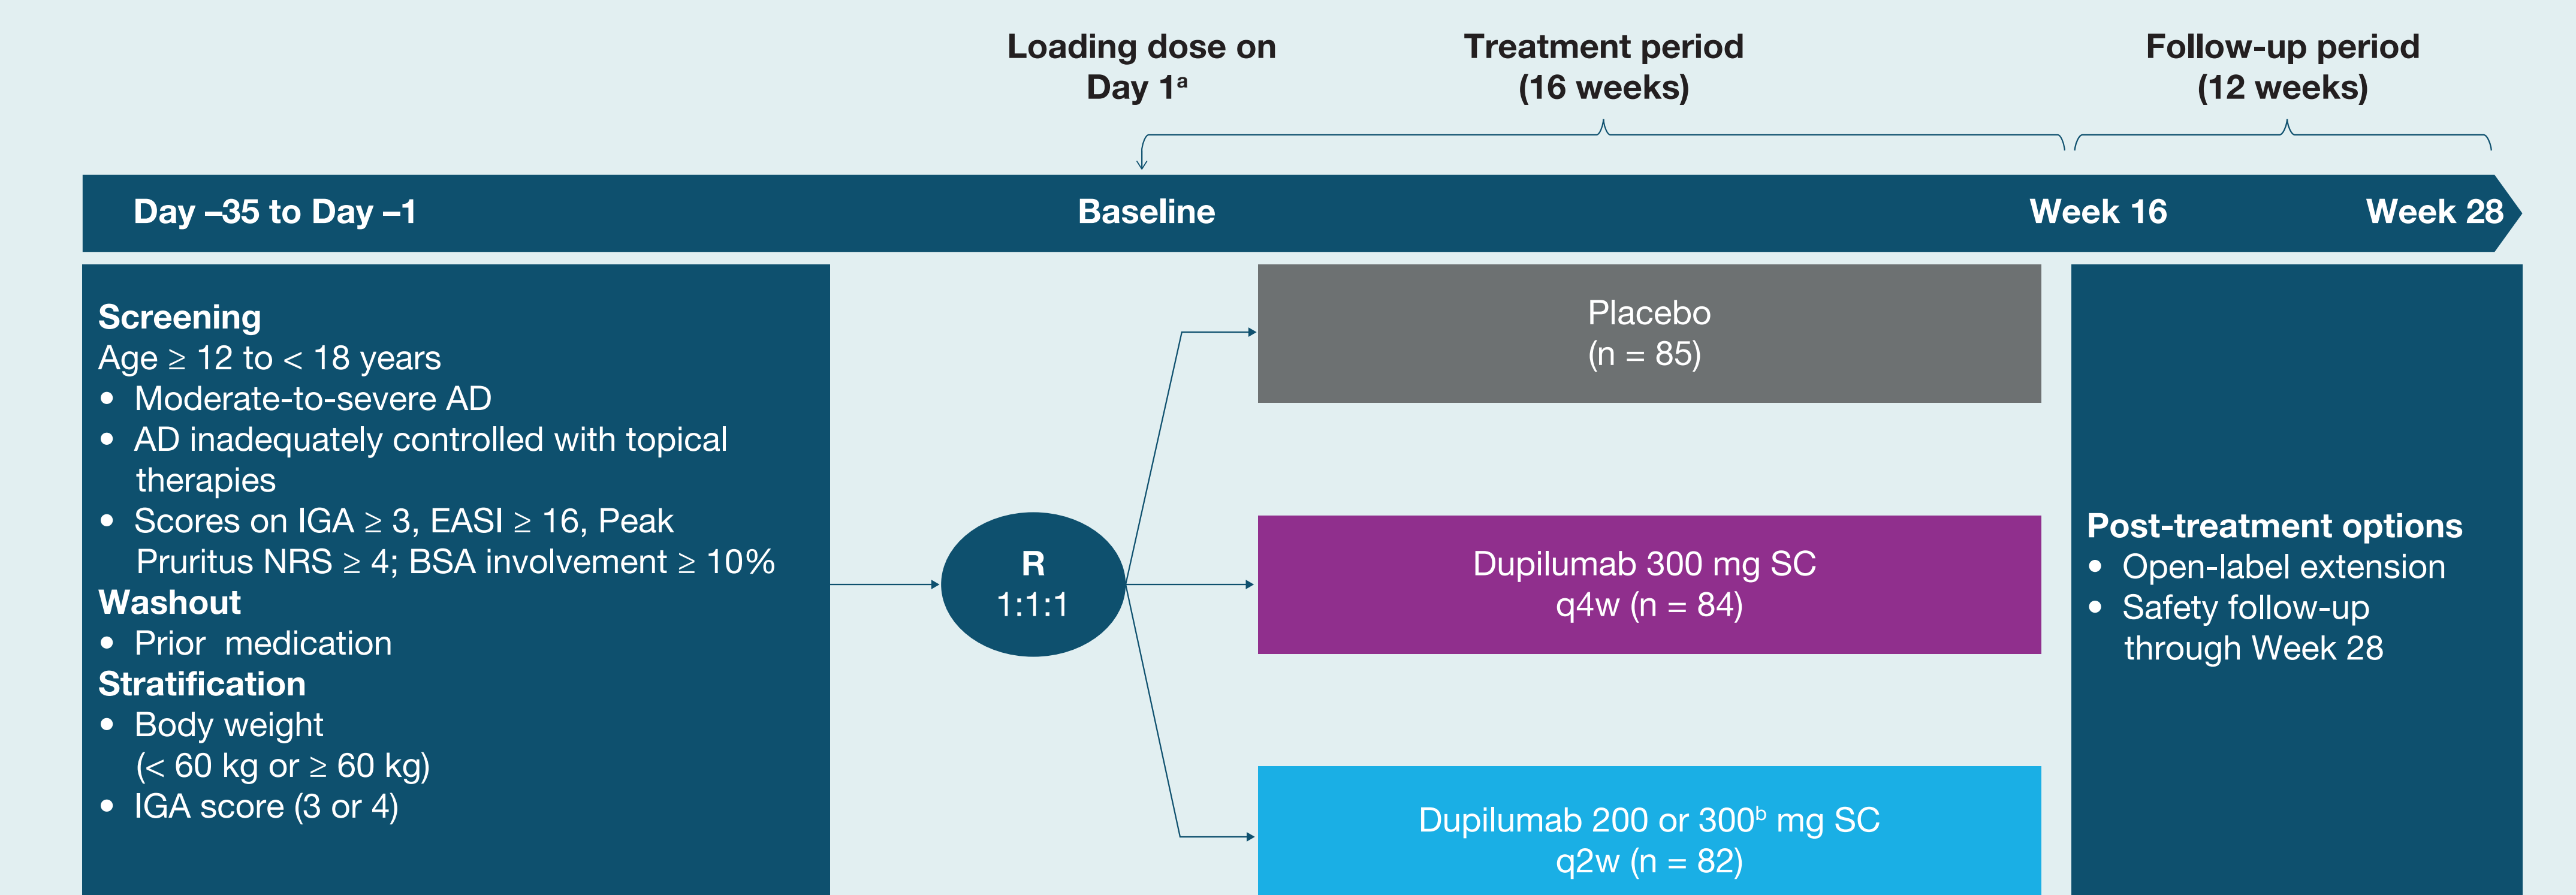 Loading dose on
Day 1ᵃ
Treatment period
(16 weeks)
Follow-up period
(12 weeks)
Day –35 to Day –1
Baseline
Week 16
Week 28
Screening
Age ≥ 12 to < 18 years
• Moderate-to-severe AD
• AD inadequately controlled with topical
therapies
• Scores on IGA ≥ 3, EASI ≥ 16, Peak
Pruritus NRS ≥ 4; BSA involvement ≥ 10%
Washout
• Prior medication
Stratification
• Body weight
(< 60 kg or ≥ 60 kg)
• IGA score (3 or 4)
R
1:1:1
Placebo
(n = 85)
Dupilumab 300 mg SC
q4w (n = 84)
Dupilumab 200 or 300ᵇ mg SC
q2w (n = 82)
Post-treatment options
• Open-label extension
• Safety follow-up
through Week 28